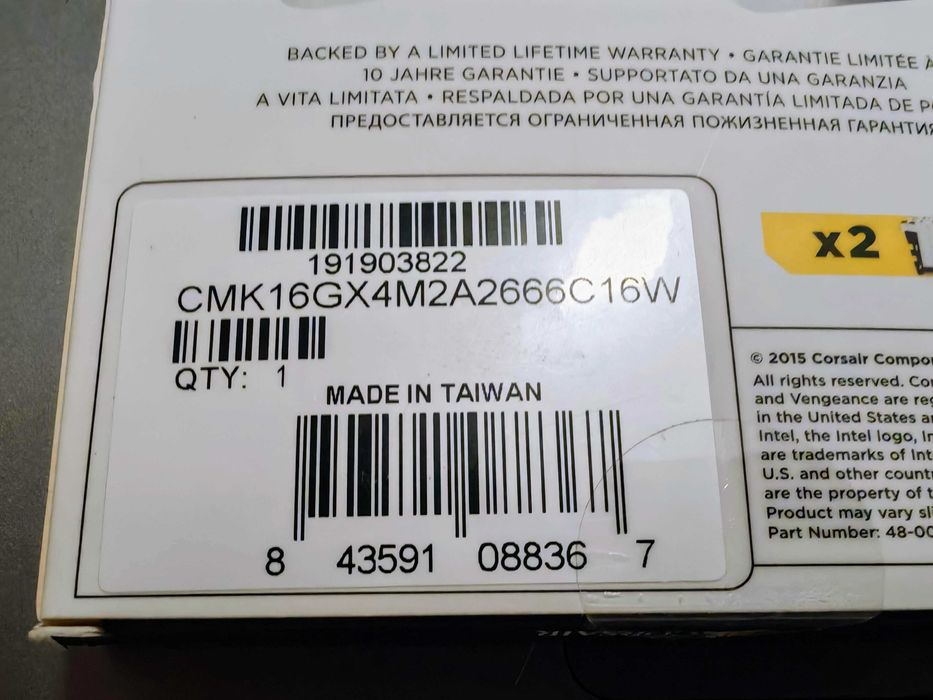 BACKED BY A LIMITED LIFETIME WARRANTY • GARANTIE LIMITÉE À
10 JAHRE GARANTIE • SUPPORTATO DA UNA GARANZIA
A VITA LIMITATA • RESPALDADA POR UNA GARANTÍA LIMITADA DE
ПРЕДОСТАВЛЯЕТСЯ ОГРАНИЧЕННАЯ ПОЖИЗНЕННАЯ ГАРАНТИЯ
191903822
CMK16GX4M2A2666C16W
QTY: 1
MADE IN TAIWAN
8 43591 08836 7
x2
© 2015 Corsair
All rights reserved.
and Vengeance are
in the United States
Intel, the Intel logo,
are trademarks of
U.S. and other
are the property of
Product may vary
Part Number: